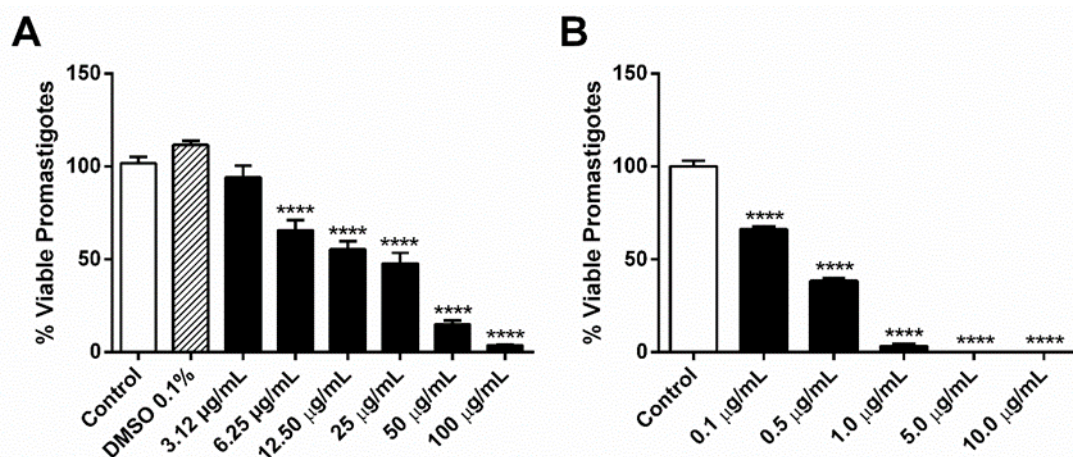 A
% Viable Promastigotes
150
100
50
0
****
****
****
****
****
Control
DMSO 0.1%
3.12 µg/mL
6.25 µg/mL
12.50 µg/mL
25 µg/mL
50 µg/mL
100 µg/mL
B
% Viable Promastigotes
150
100
50
0
****
****
****
****
****
Control
0.1 µg/mL
0.5 µg/mL
1.0 µg/mL
5.0 µg/mL
10.0 µg/mL